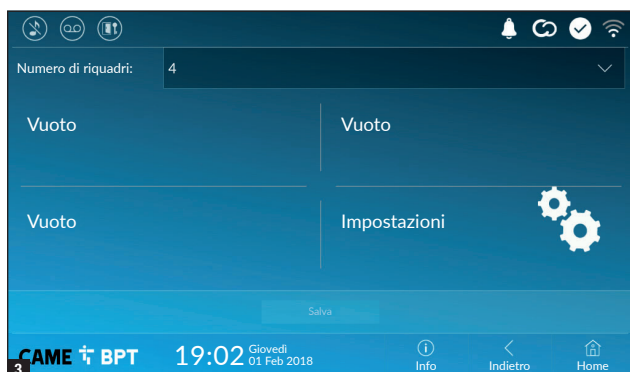 Numero di riquadri: 4
Vuoto Vuoto
Vuoto Impostazioni
Salva
CAME BPT 19:02 Giovedì
01 Feb 2018
Info Indietro Home
3